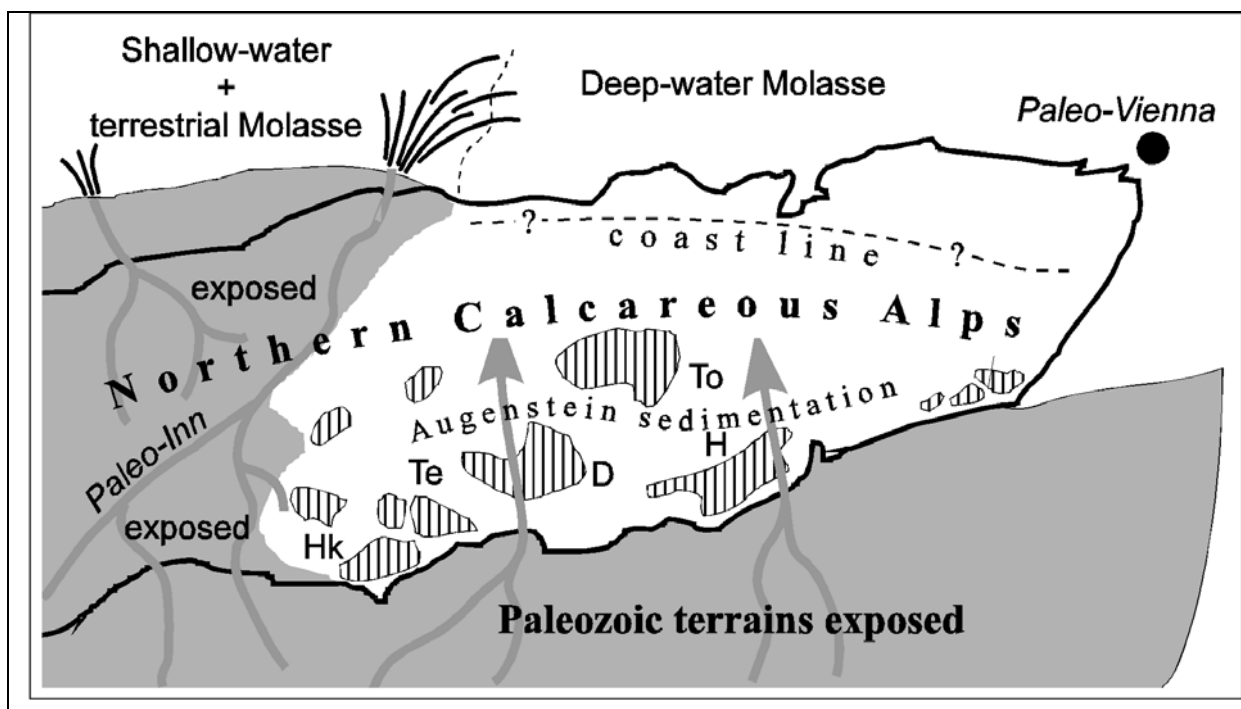 Shallow-water
+
terrestrial Molasse
Deep-water Molasse
Paleo-Vienna
?
coast line
?
exposed
Northern Calcareous Alps
To
Augenstein sedimentation
Paleo-Inn
Te
H
D
exposed
Hk
Paleozoic terrains exposed